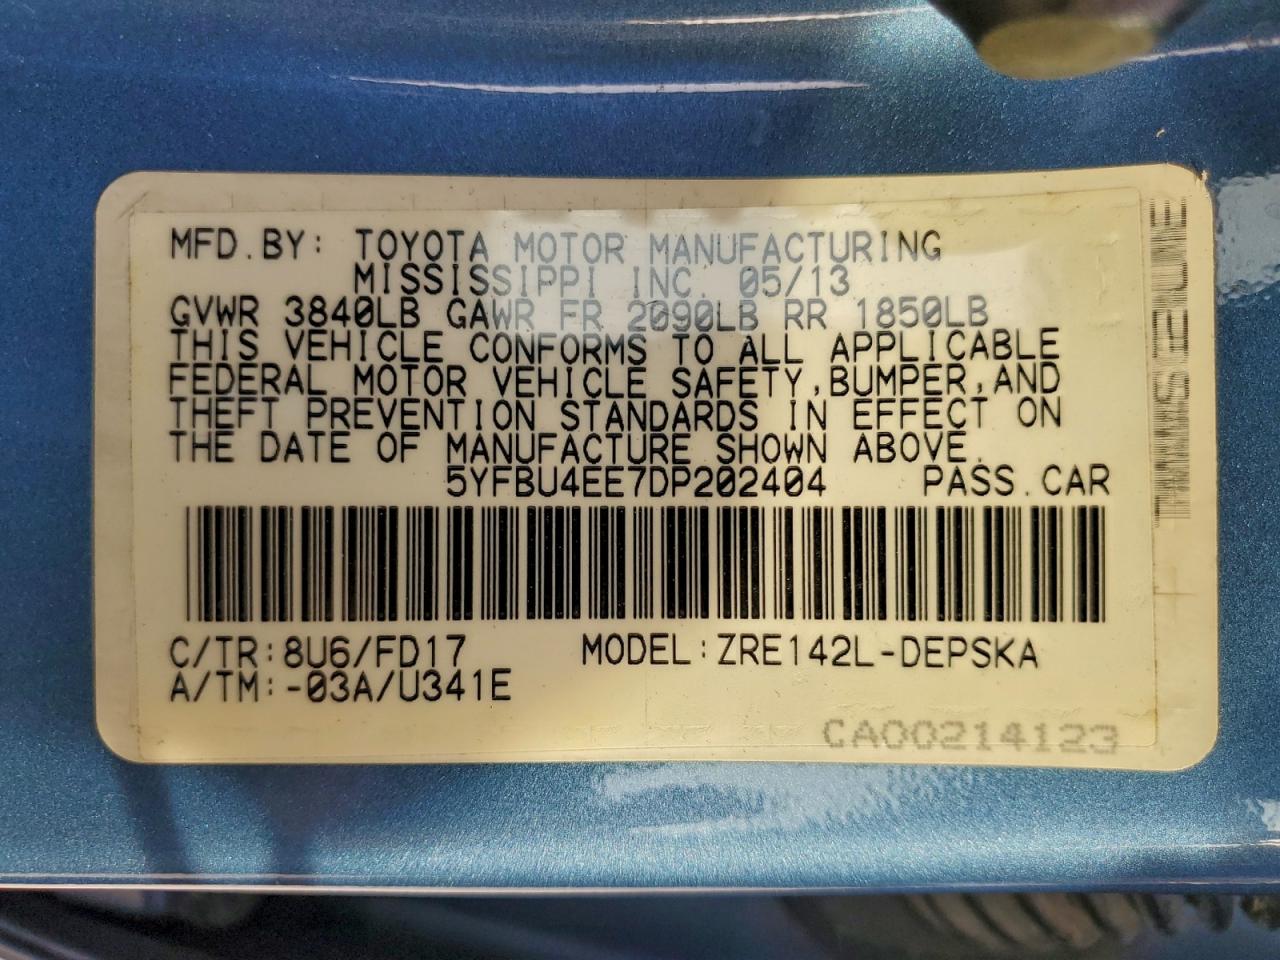 MFD.BY: TOYOTA MOTOR MANUFACTURING
MISSISSIPPI INC. 05/13
GVWR 3840LB GAWR FR 2090LB RR 1850LB
THIS VEHICLE CONFORMS TO ALL APPLICABLE
FEDERAL MOTOR VEHICLE SAFETY,BUMPER,AND
THEFT PREVENTION STANDARDS IN EFFECT ON
THE DATE OF MANUFACTURE SHOWN ABOVE.
5YFBU4EE7DP202404 PASS.CAR
C/TR:8U6/FD17 MODEL:ZRE142L-DEPSKA
A/TM:-03A/U341E
CA00214123